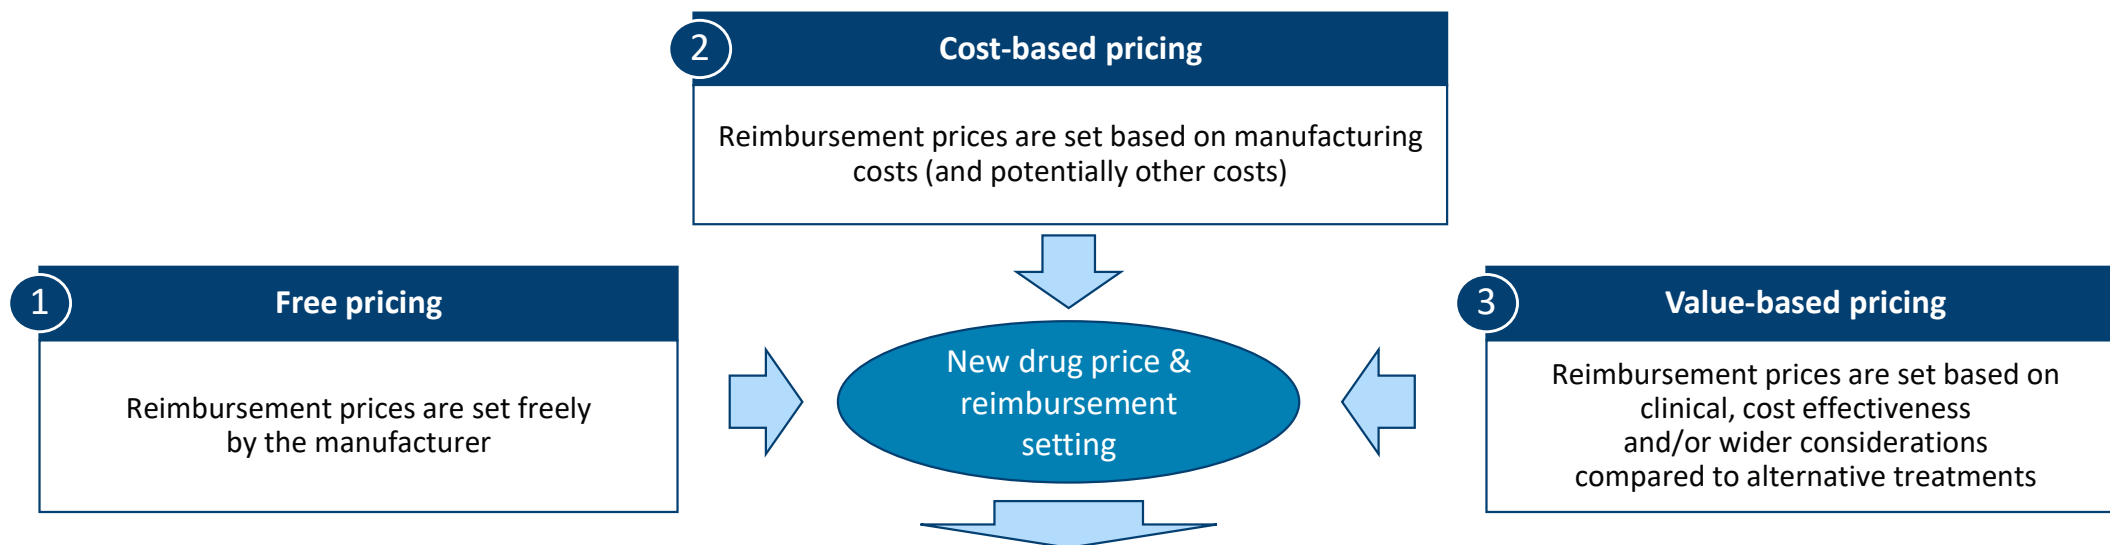 2
Cost-based pricing
Reimbursement prices are set based on manufacturing
costs (and potentially other costs)
1
Free pricing
Reimbursement prices are set freely
by the manufacturer
New drug price &
reimbursement
setting
3
Value-based pricing
Reimbursement prices are set based on
clinical, cost effectiveness
and/or wider considerations
compared to alternative treatments